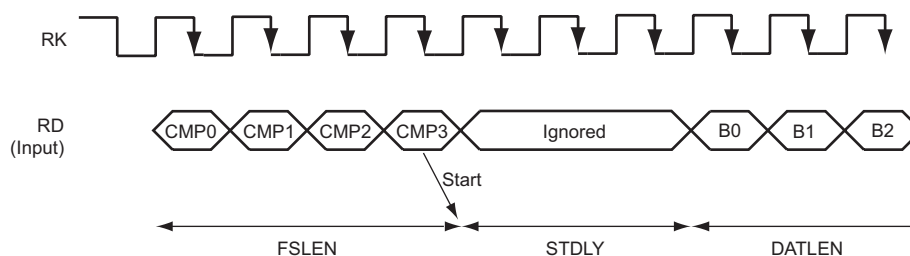 RK
RD
(Input)
CMP0 CMP1 CMP2 CMP3 Ignored B0 B1 B2
Start
FSLEN STDLY DATLEN